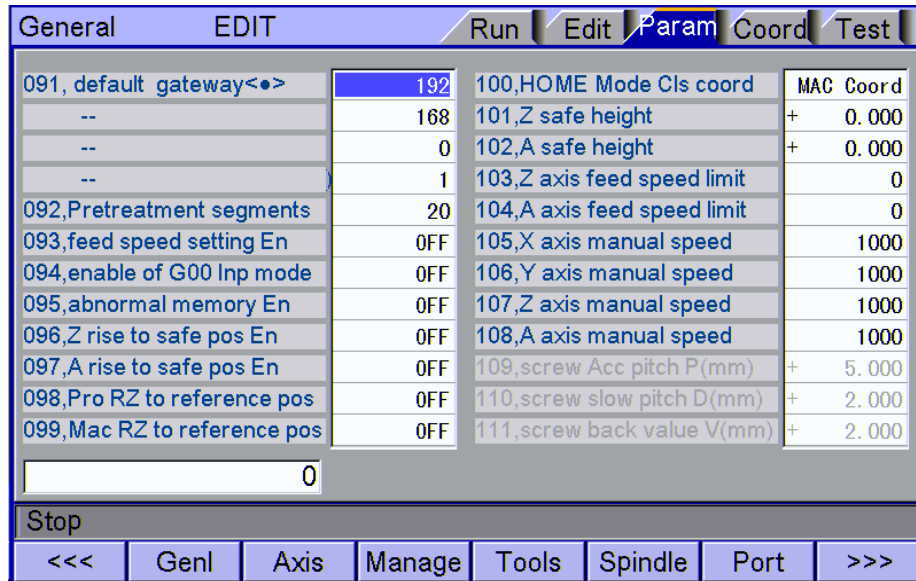 General EDIT Run Edit Param Coord Test
091, default gateway<●> 192 100,HOME Mode Cls coord MAC Coord
-- 168 101,Z safe height + 0.000
-- 0 102,A safe height + 0.000
-- ) 1 103,Z axis feed speed limit 0
092,Pretreatment segments 20 104,A axis feed speed limit 0
093,feed speed setting En OFF 105,X axis manual speed 1000
094,enable of G00 Inp mode OFF 106,Y axis manual speed 1000
095,abnormal memory En OFF 107,Z axis manual speed 1000
096,Z rise to safe pos En OFF 108,A axis manual speed 1000
097,A rise to safe pos En OFF 109,screw Acc pitch P(mm) + 5.000
098,Pro RZ to reference pos OFF 110,screw slow pitch D(mm) + 2.000
099,Mac RZ to reference pos OFF 111,screw back value V(mm) + 2.000
0
Stop
<<< Genl Axis Manage Tools Spindle Port >>>